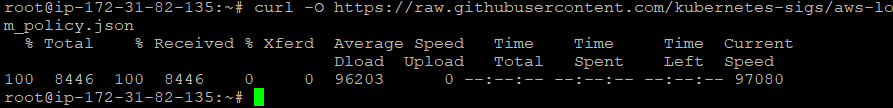 root@ip-172-31-82-135:~# curl -O https://raw.githubusercontent.com/kubernetes-sigs/aws-lo
m_policy.json
  % Total    % Received % Xferd  Average Speed   Time    Time     Time  Current
                                 Dload  Upload   Total   Spent    Left  Speed
100  8446  100  8446    0     0  96203      0 --:--:-- --:--:-- --:--:-- 97080
root@ip-172-31-82-135:~#